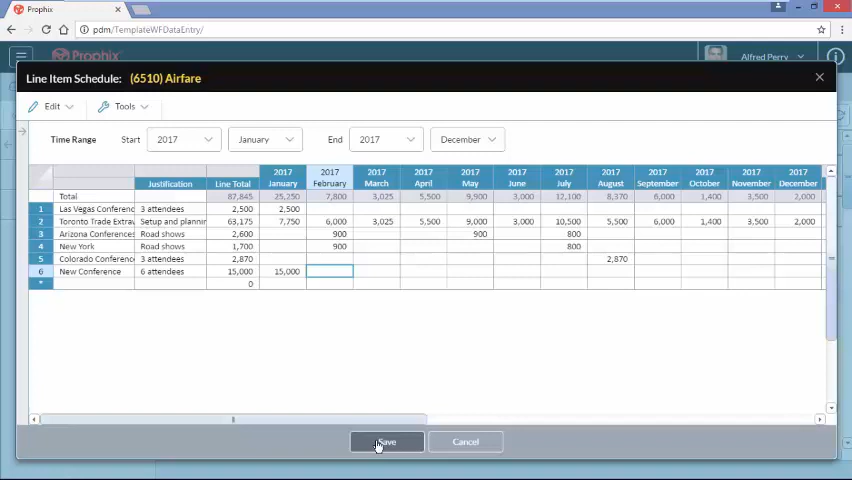 Prophix
pdm/TemplateWFDataEntry/
Prophix
Alfred Perry
Line Item Schedule: (6510) Airfare
Edit Tools
Time Range Start 2017 January End 2017 December
2017 2017 2017 2017 2017 2017 2017 2017 2017 2017 2017 2017
Justification Line Total January February March April May June July August September October November December
Total 87,845 25,250 7,800 3,025 5,500 9,900 3,000 12,100 8,370 6,000 1,400 3,500 2,000
1 Las Vegas Conferenc 3 attendees 2,500 2,500
2 Toronto Trade Extrav Setup and plannin 63,175 7,750 6,000 3,025 5,500 9,000 3,000 10,500 5,500 6,000 1,400 3,500 2,000
3 Arizona Conferences Road shows 2,600 900 900 800
4 New York Road shows 1,700 900 800
5 Colorado Conference 3 attendees 2,870 2,870
6 New Conference 6 attendees 15,000 15,000
* 0
Save Cancel